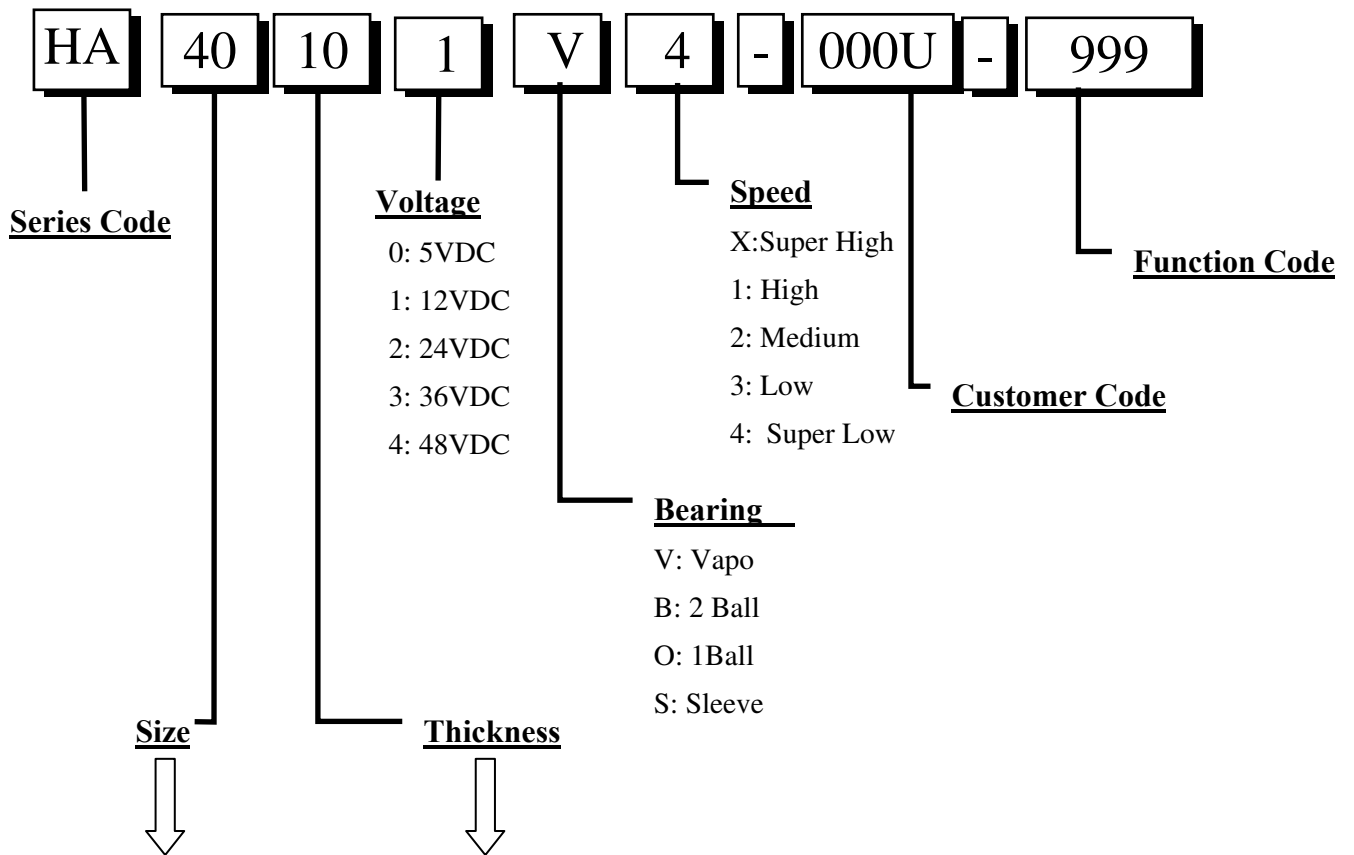 HA 40 10 1 V 4 - 000U - 999
Series Code
Voltage
0: 5VDC
1: 12VDC
2: 24VDC
3: 36VDC
4: 48VDC
Speed
X:Super High
1: High
2: Medium
3: Low
4: Super Low
Function Code
Customer Code
Bearing
V: Vapo
B: 2 Ball
O: 1Ball
S: Sleeve
Size
Thickness